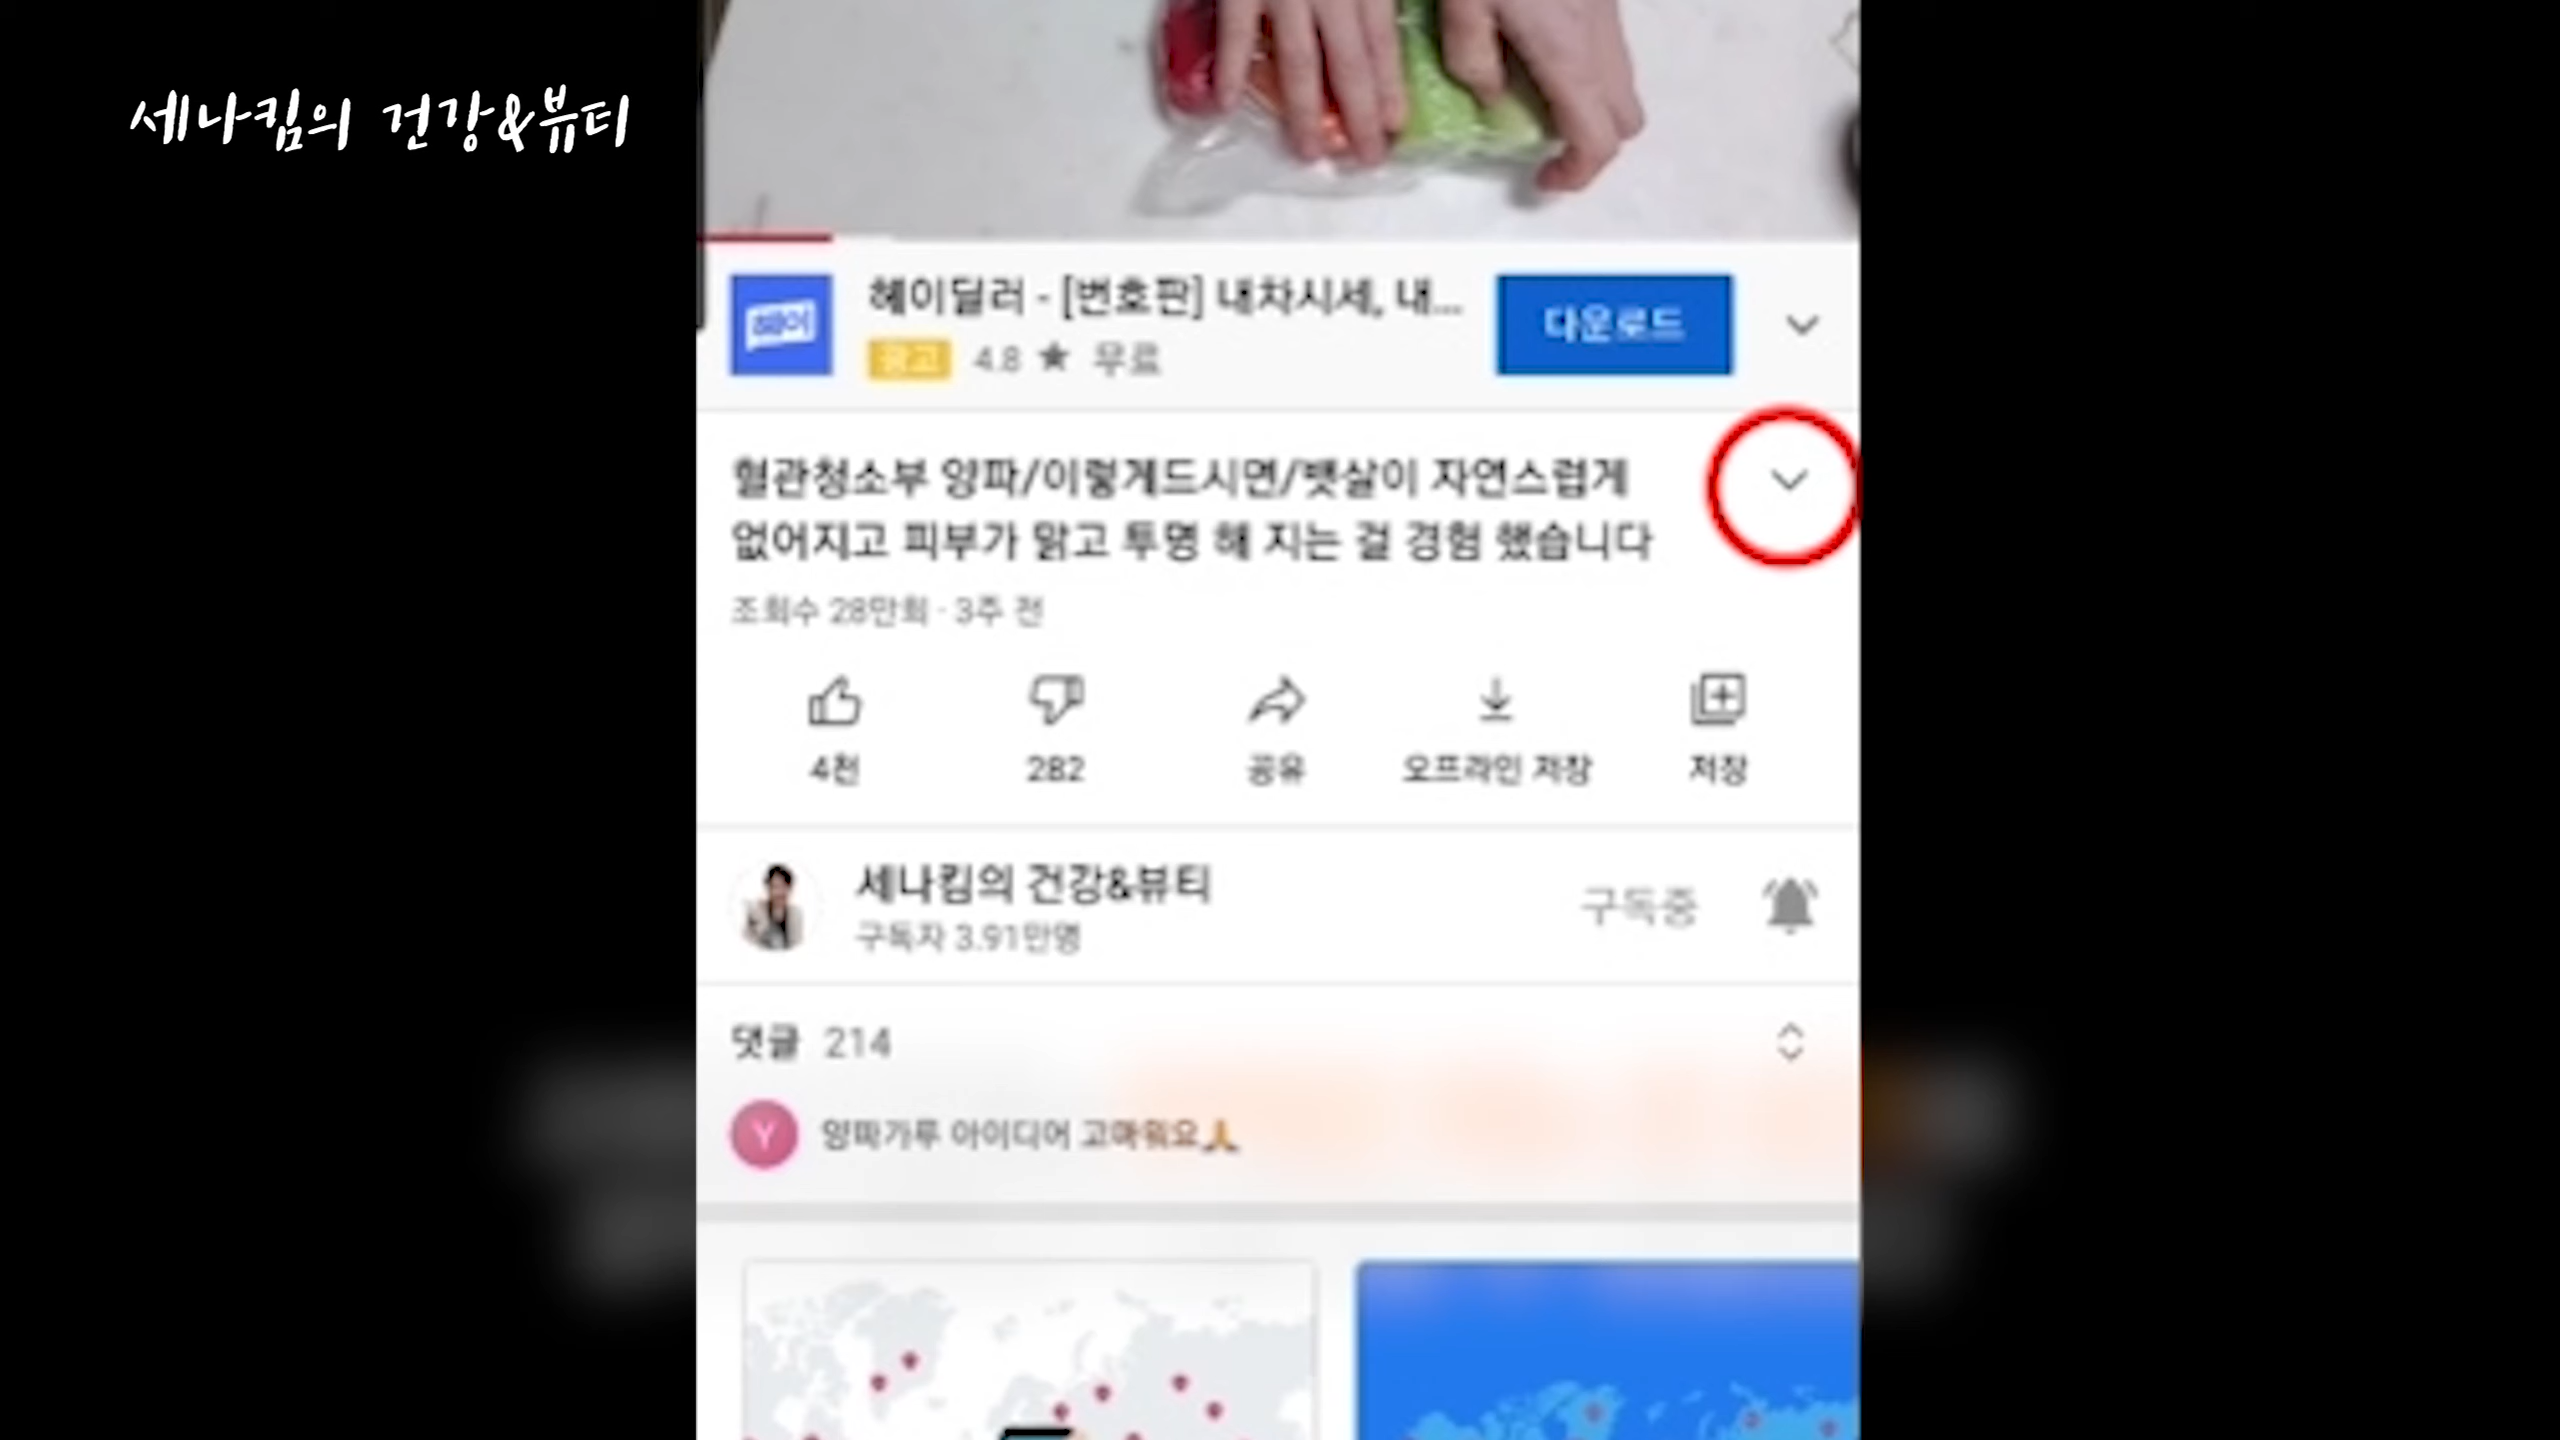 세나킴의 건강&뷰티
헤이
헤이딜러 - [번호판] 내차시세, 내...
다운로드
광고 4.8 ★ 무료
혈관청소부 양파/이렇게드시면/뱃살이 자연스럽게
없어지고 피부가 맑고 투명 해 지는 걸 경험 했습니다
조회수 28만회 · 3주 전
4천 282 공유 오프라인 저장 저장
세나킴의 건강&뷰티
구독자 3.91만명
구독중
댓글 214
Y 양파가루 아이디어 고마워요🙏